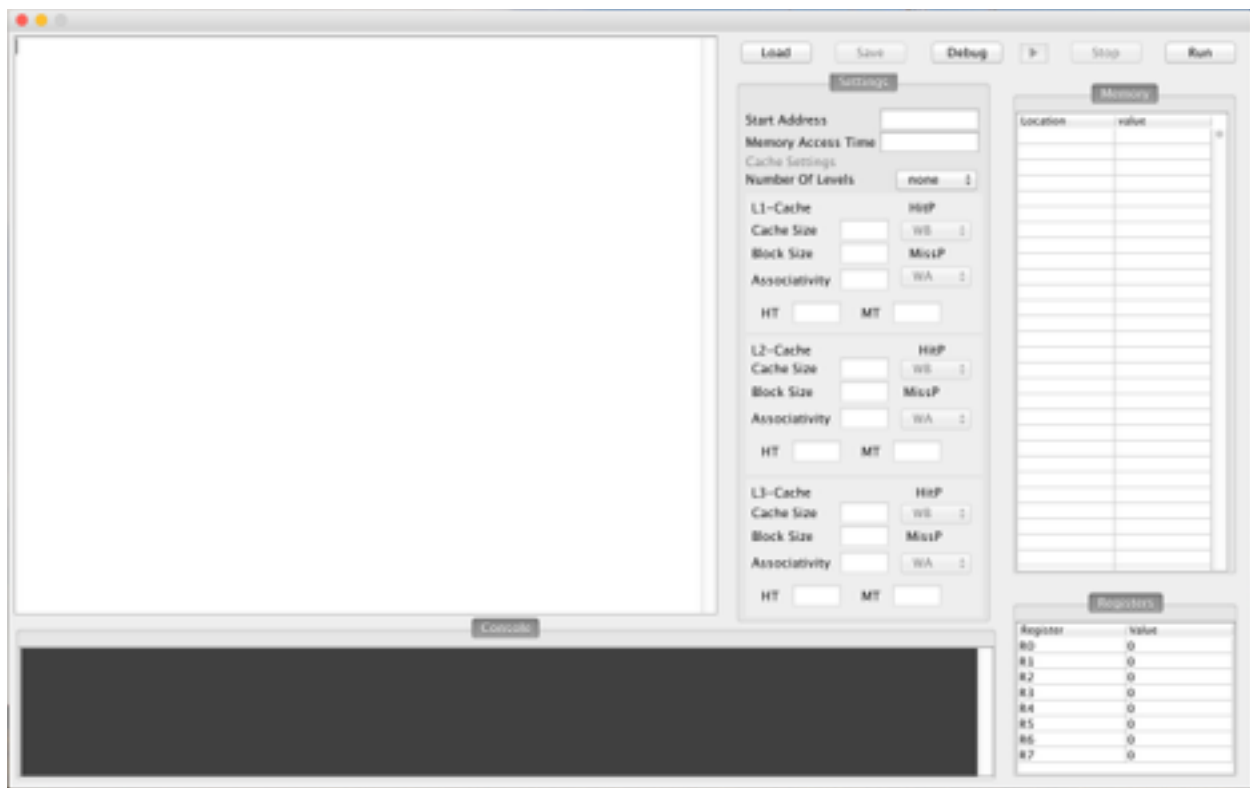 Load Save Debug Stop Run
Settings
Start Address
Memory Access Time
Cache Settings
Number Of Levels none
L1-Cache HitP
Cache Size WB
Block Size MissP
Associativity WA
HT MT
L2-Cache HitP
Cache Size WB
Block Size MissP
Associativity WA
HT MT
L3-Cache HitP
Cache Size WB
Block Size MissP
Associativity WA
HT MT
Memory
Location value
Console
Registers
Register Value
R0 0
R1 0
R2 0
R3 0
R4 0
R5 0
R6 0
R7 0